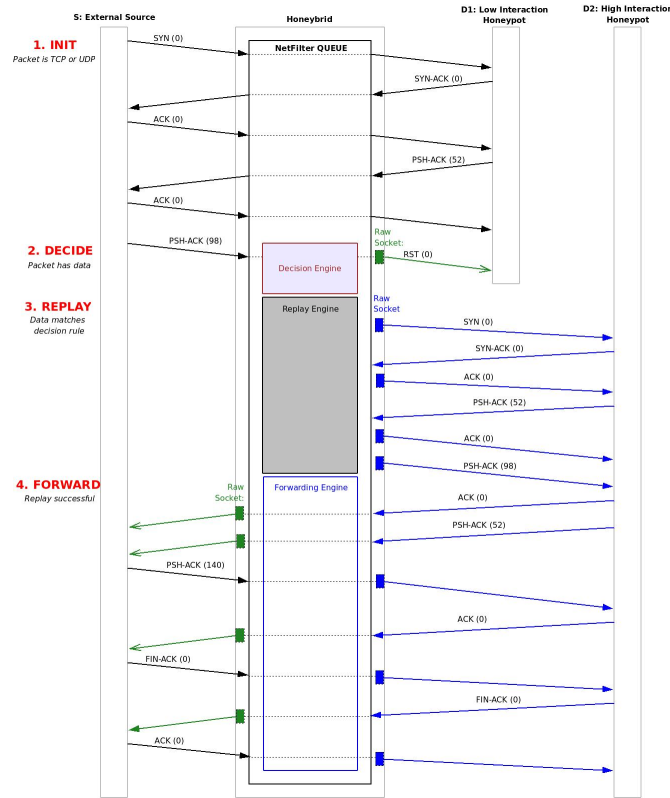 S: External Source
Honeybrid
D1: Low Interaction
Honeypot
D2: High Interaction
Honeypot
1. INIT
Packet is TCP or UDP
SYN (0)
NetFilter QUEUE
SYN-ACK (0)
ACK (0)
PSH-ACK (52)
ACK (0)
2. DECIDE
Packet has data
PSH-ACK (98)
Decision Engine
Raw
Socket:
RST (0)
3. REPLAY
Data matches
decision rule
Replay Engine
Raw
Socket
SYN (0)
SYN-ACK (0)
ACK (0)
PSH-ACK (52)
ACK (0)
PSH-ACK (98)
4. FORWARD
Replay successful
Raw
Socket:
Forwarding Engine
ACK (0)
PSH-ACK (52)
PSH-ACK (140)
ACK (0)
FIN-ACK (0)
FIN-ACK (0)
ACK (0)